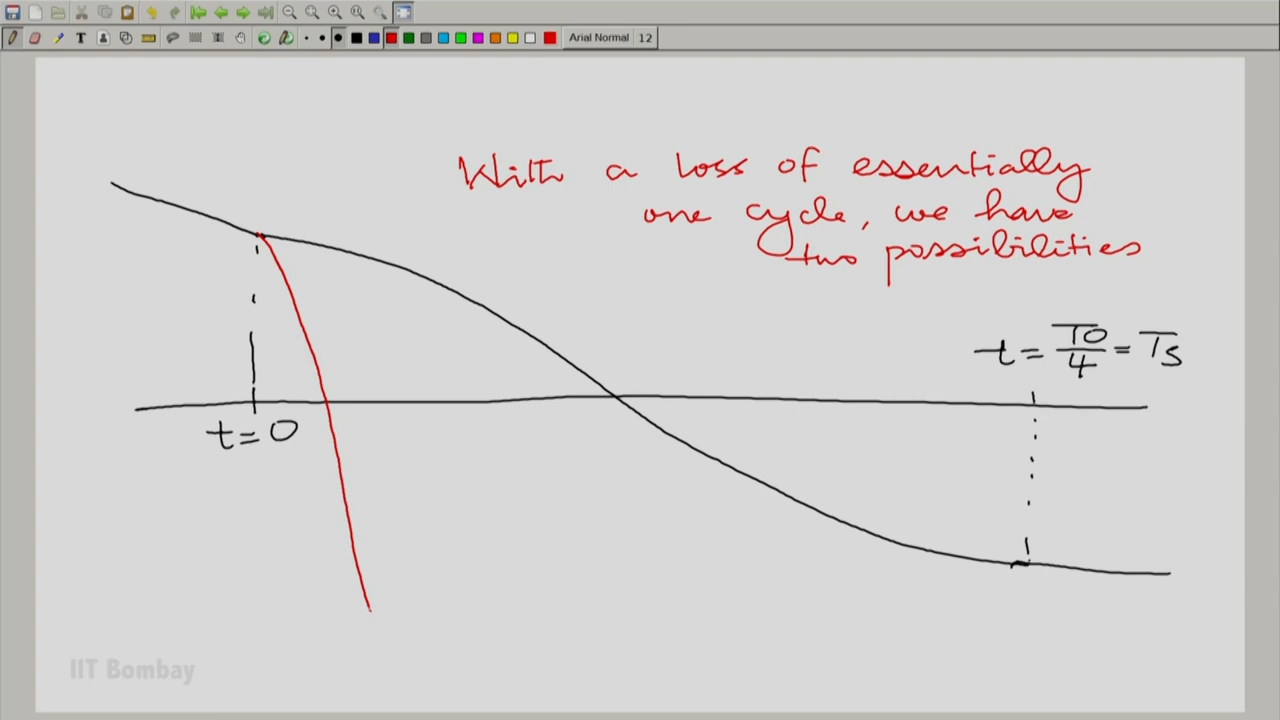 Arial Normal 12
With a loss of essentially
one cycle, we have
two possibilities
t = T0/4 = Ts
t = 0
IIT Bombay